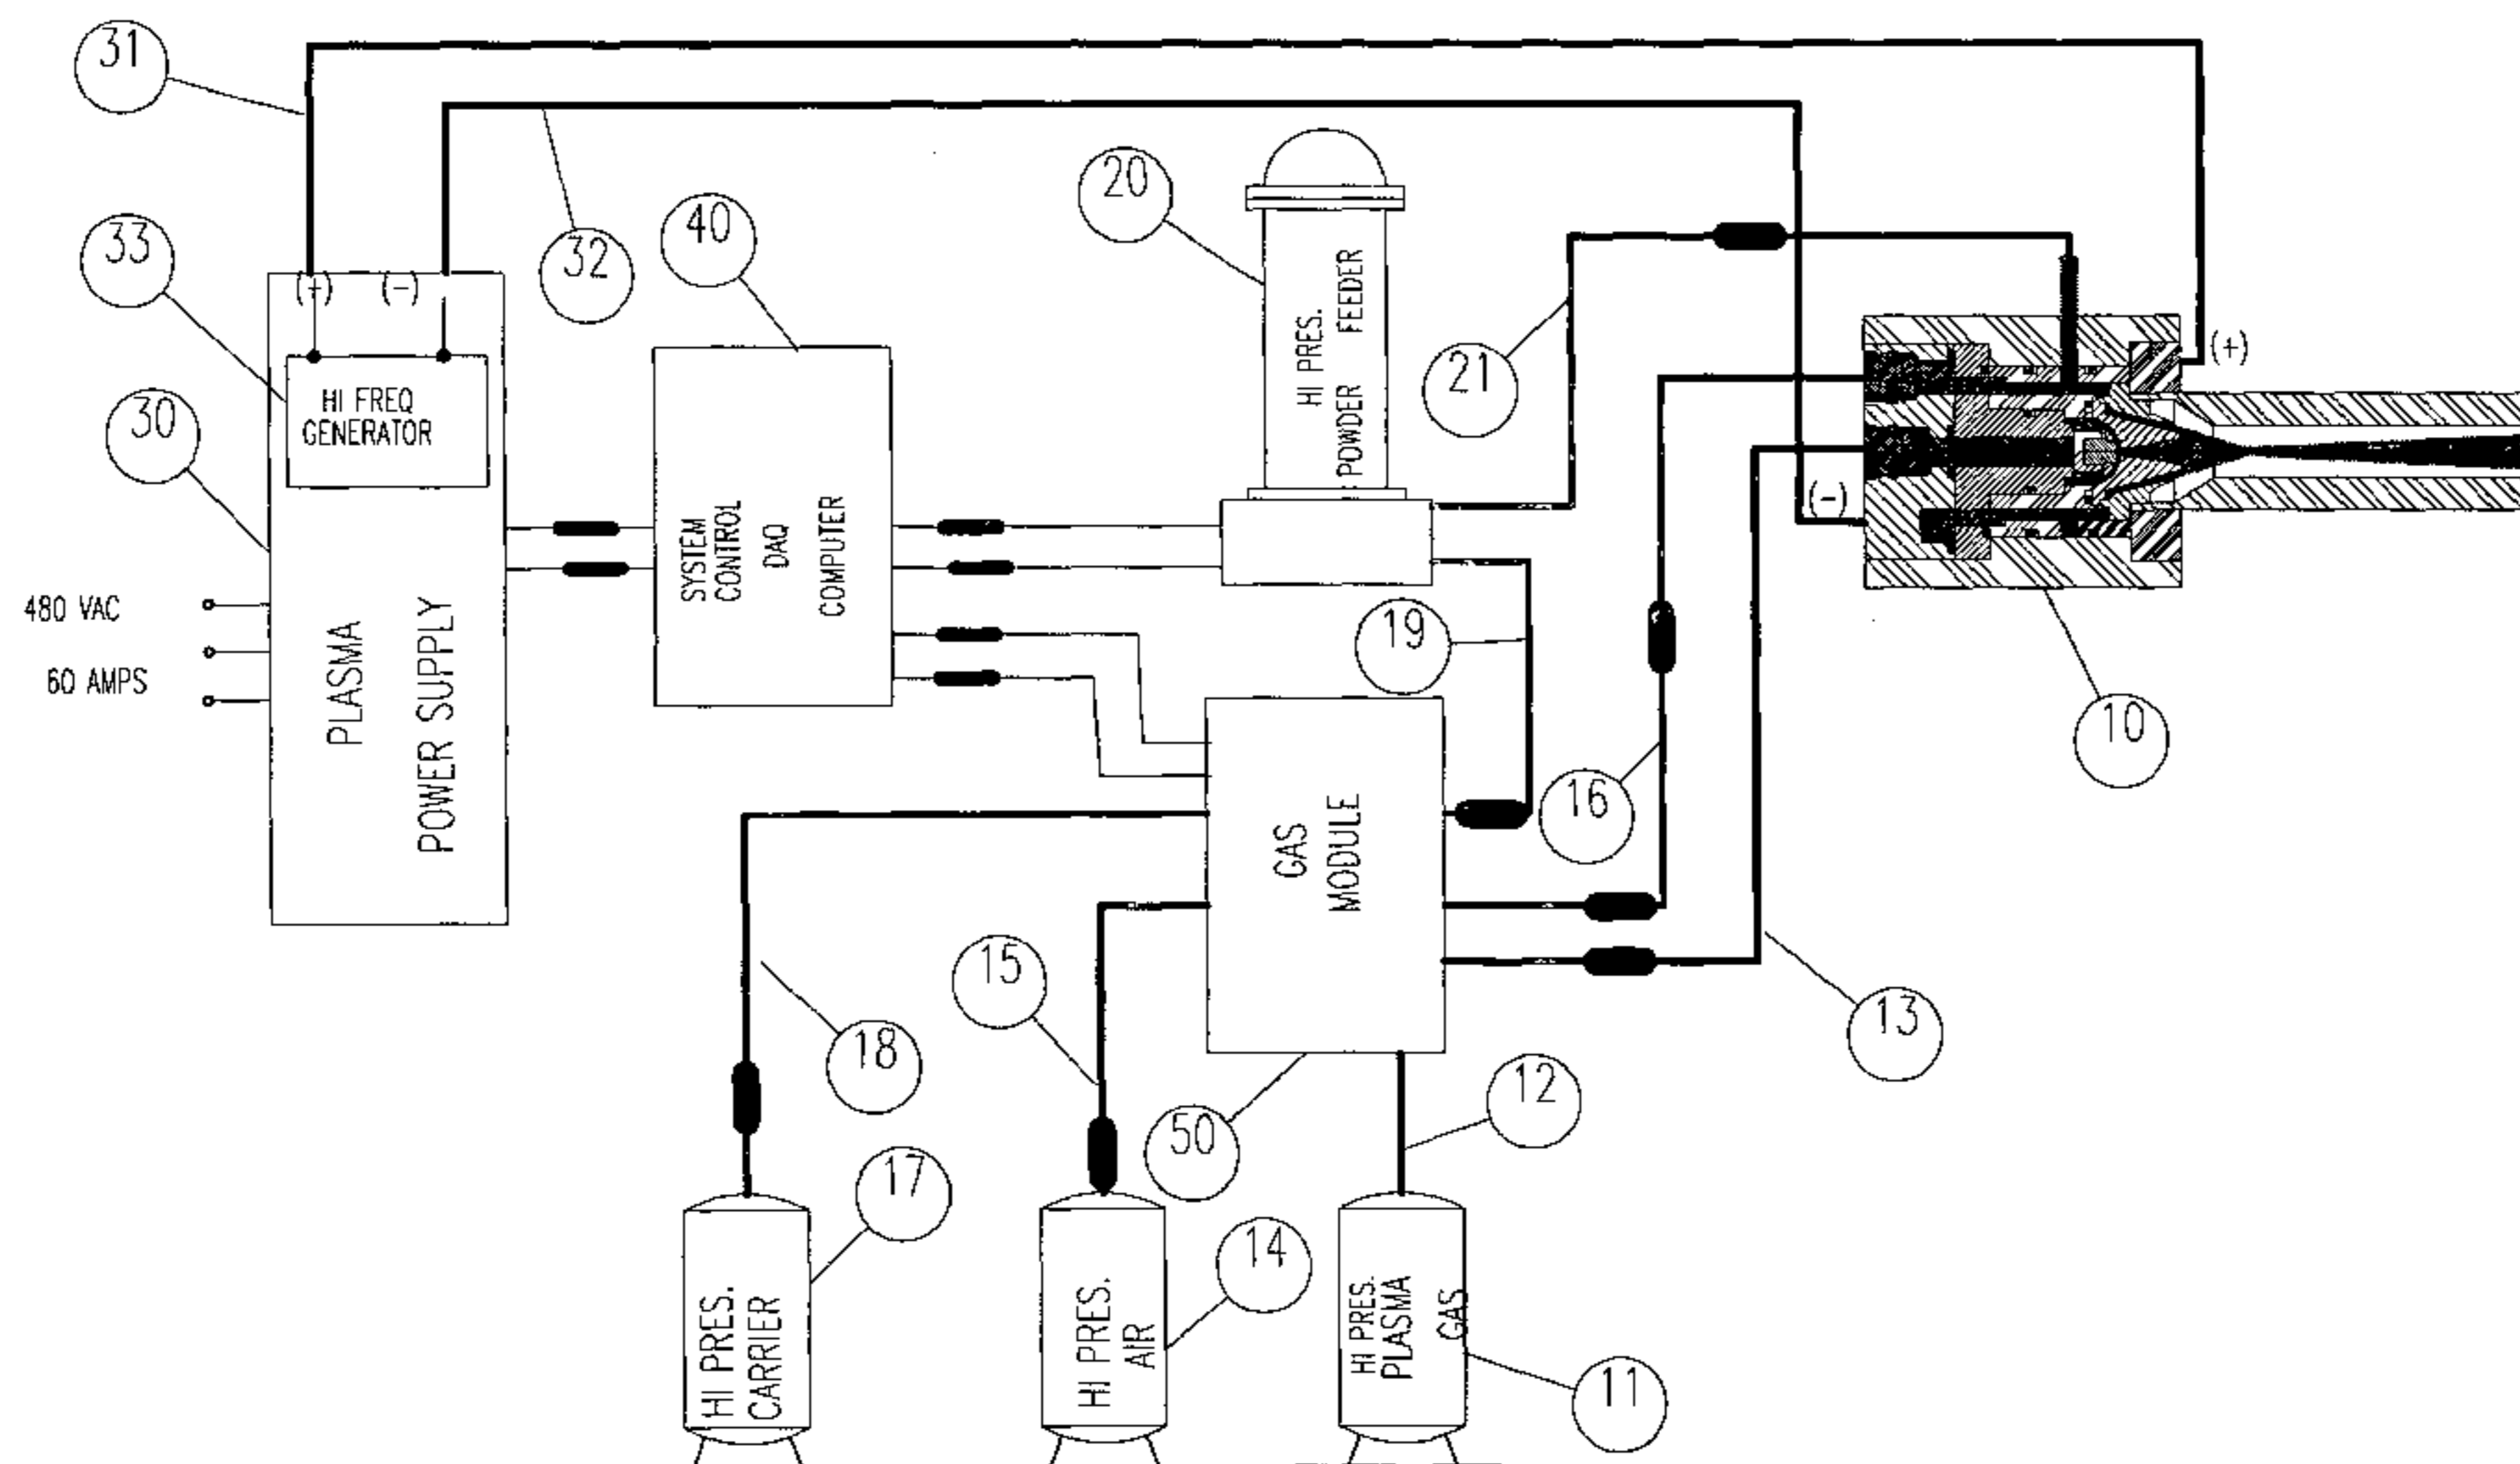 31
33
(+)
(-)
32
40
20
HI FREQ
GENERATOR
30
480 VAC
60 AMPS
PLASMA
POWER SUPPLY
SYSTEM
CONTROL
DAQ
COMPUTER
HI PRES.
POWDER FEEDER
21
19
(+)
(-)
10
16
GAS
MODULE
13
18
15
50
12
17
14
11
HI PRES.
CARRIER
HI PRES.
AIR
HI PRES.
PLASMA
GAS